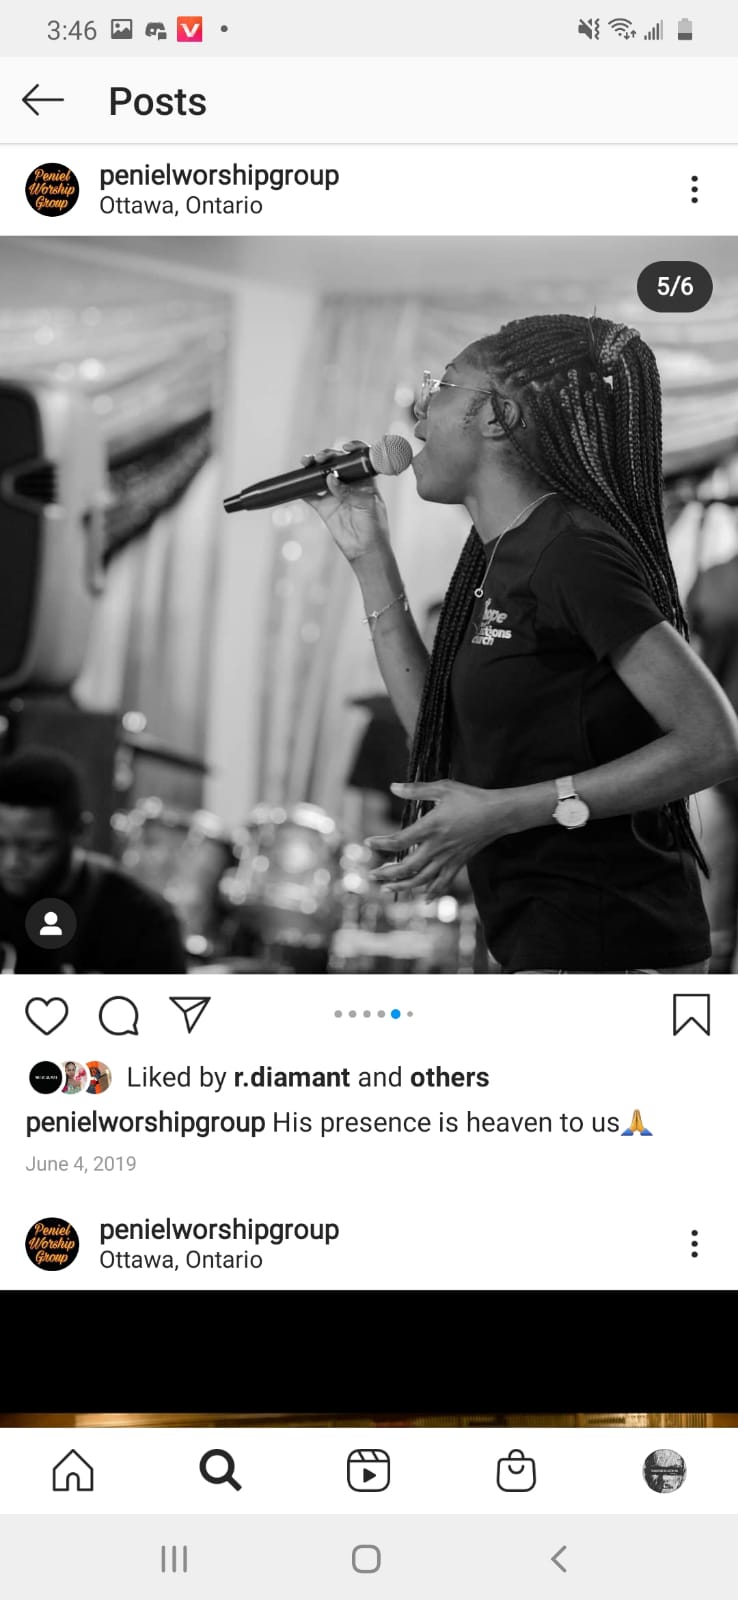 3:46
Posts
Peniel
Worship
Group
penielworshipgroup
Ottawa, Ontario
5/6
Liked by r.diamant and others
penielworshipgroup His presence is heaven to us🙏
June 4, 2019
Peniel
Worship
Group
penielworshipgroup
Ottawa, Ontario